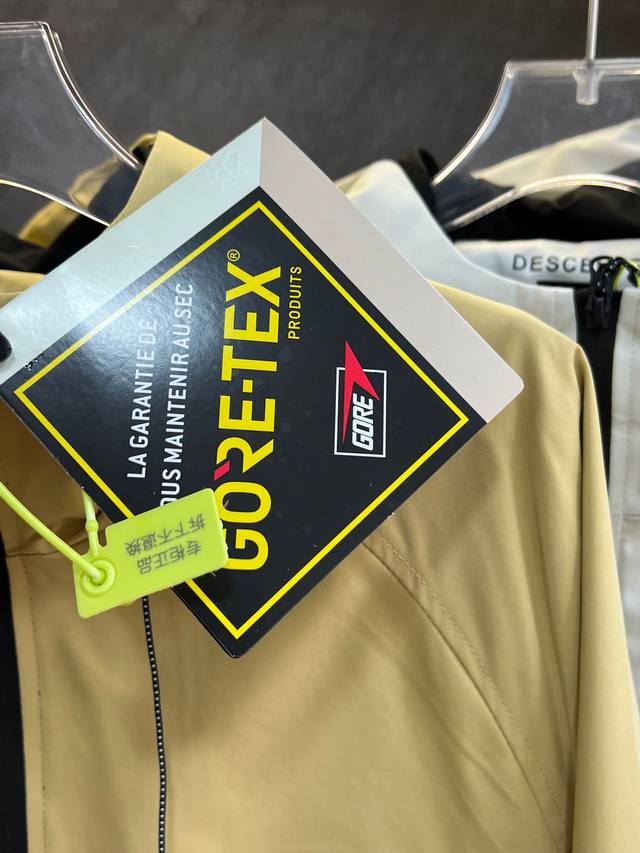 LA GARANTIE DE
OUS MAINTENIR AU SEC
GORE-TEX®
PRODUITS
GORE
专柜正品
拆下不退换
DESCE